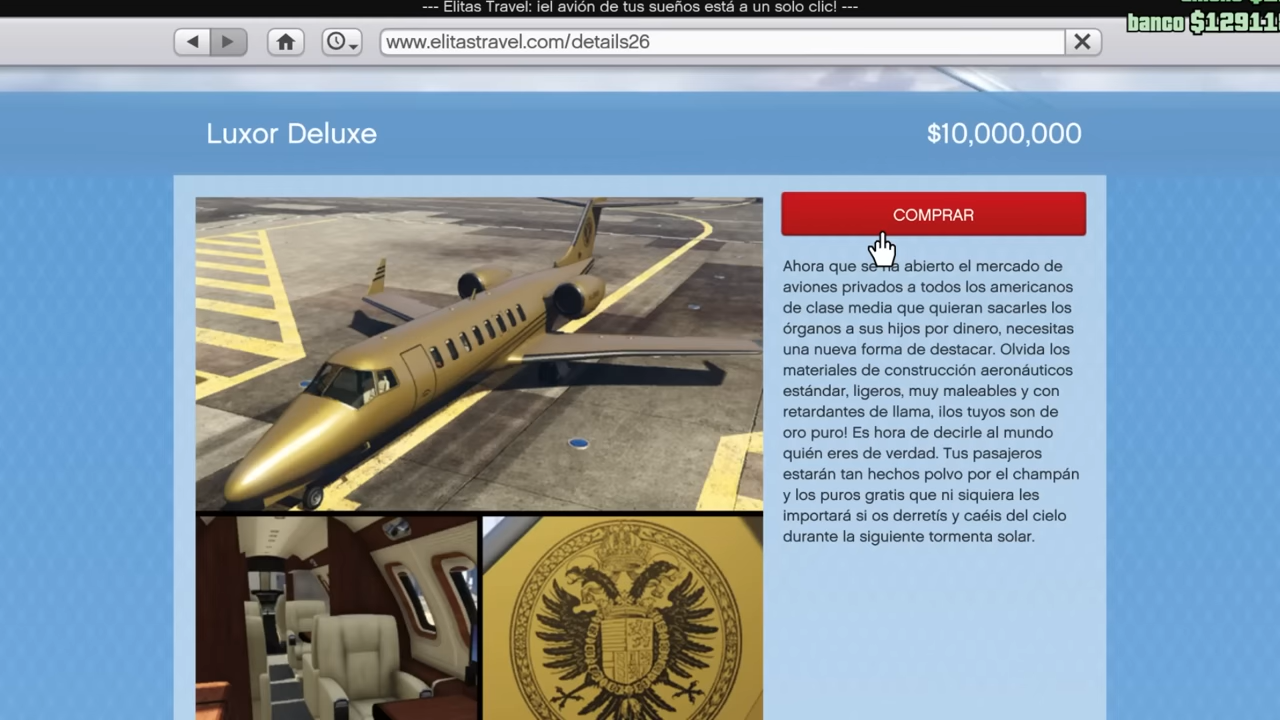 --- Elitas Travel: ¡el avión de tus sueños está a un solo clic! ---
banco $12911
www.elitastravel.com/details26
Luxor Deluxe
$10,000,000
COMPRAR
Ahora que se ha abierto el mercado de
aviones privados a todos los americanos
de clase media que quieran sacarles los
órganos a sus hijos por dinero, necesitas
una nueva forma de destacar. Olvida los
materiales de construcción aeronáuticos
estándar, ligeros, muy maleables y con
retardantes de llama, ¡los tuyos son de
oro puro! Es hora de decirle al mundo
quién eres de verdad. Tus pasajeros
estarán tan hechos polvo por el champán
y los puros gratis que ni siquiera les
importará si os derretís y caéis del cielo
durante la siguiente tormenta solar.